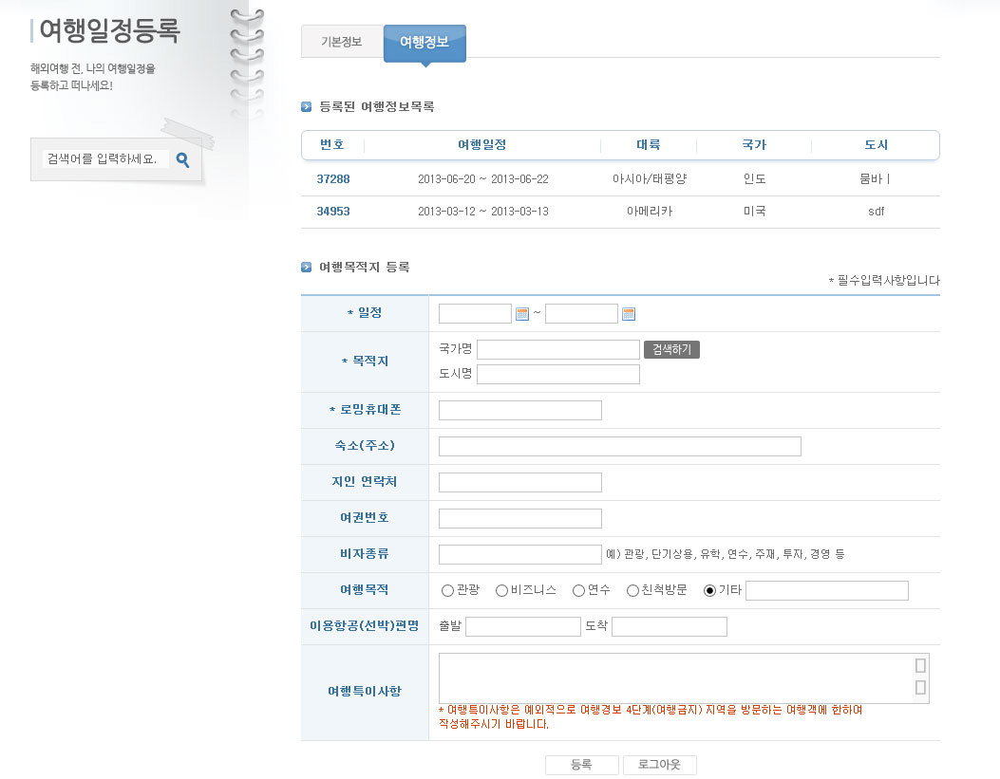 여행일정등록
해외여행 전, 나의 여행일정을
등록하고 떠나세요!
검색어를 입력하세요.
기본정보 여행정보
등록된 여행정보목록
번호 여행일정 대륙 국가 도시
37288 2013-06-20 ~ 2013-06-22 아시아/태평양 인도 뭄바ㅣ
34953 2013-03-12 ~ 2013-03-13 아메리카 미국 sdf
여행목적지 등록
* 필수입력사항입니다
* 일정 ~
* 목적지 국가명 검색하기
도시명
* 로밍휴대폰
숙소(주소)
지인 연락처
여권번호
비자종류 예) 관광, 단기상용, 유학, 연수, 주재, 투자, 경영 등
여행목적 관광 비즈니스 연수 친척방문 기타
이용항공(선박)편명 출발 도착
여행특이사항
* 여행특이사항은 예외적으로 여행경보 4단계(여행금지) 지역을 방문하는 여행객에 한하여
작성해주시기 바랍니다.
등록 로그아웃